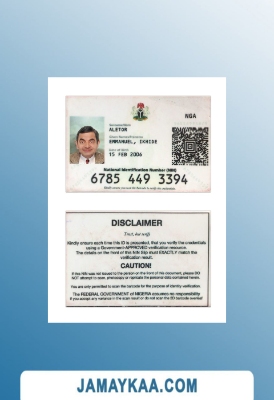 NGA
Surname/Nom
ALETOR
Given Names/Prénoms
EMMANUEL, IKHIDE
Date of Birth
15 FEB 2006
National Identification Number (NIN)
6785 449 3394
DISCLAIMER
Trust, but verify
Kindly ensure each time this ID is presented, that you verify the credentials
using a Government-APPROVED verification resource.
The details on the front of this NIN Slip must EXACTLY match the
verification result.
CAUTION!
If this NIN was not issued to the person on the front of this document, please DO
NOT attempt to scan, photocopy or replicate the personal data contained herein.
You are only permitted to scan the barcode for the purpose of identity verification.
The FEDERAL GOVERNMENT of NIGERIA assumes no responsibility
if you accept any variance in the scan result or do not scan the 2D barcode overleaf
JAMAYKAA.COM